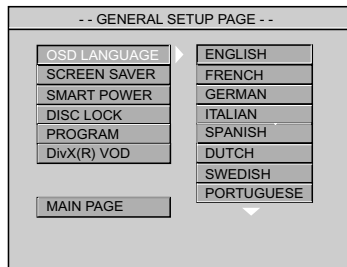 - - GENERAL SETUP PAGE - -
OSD LANGUAGE
SCREEN SAVER
SMART POWER
DISC LOCK
PROGRAM
DivX(R) VOD
MAIN PAGE
ENGLISH
FRENCH
GERMAN
ITALIAN
SPANISH
DUTCH
SWEDISH
PORTUGUESE